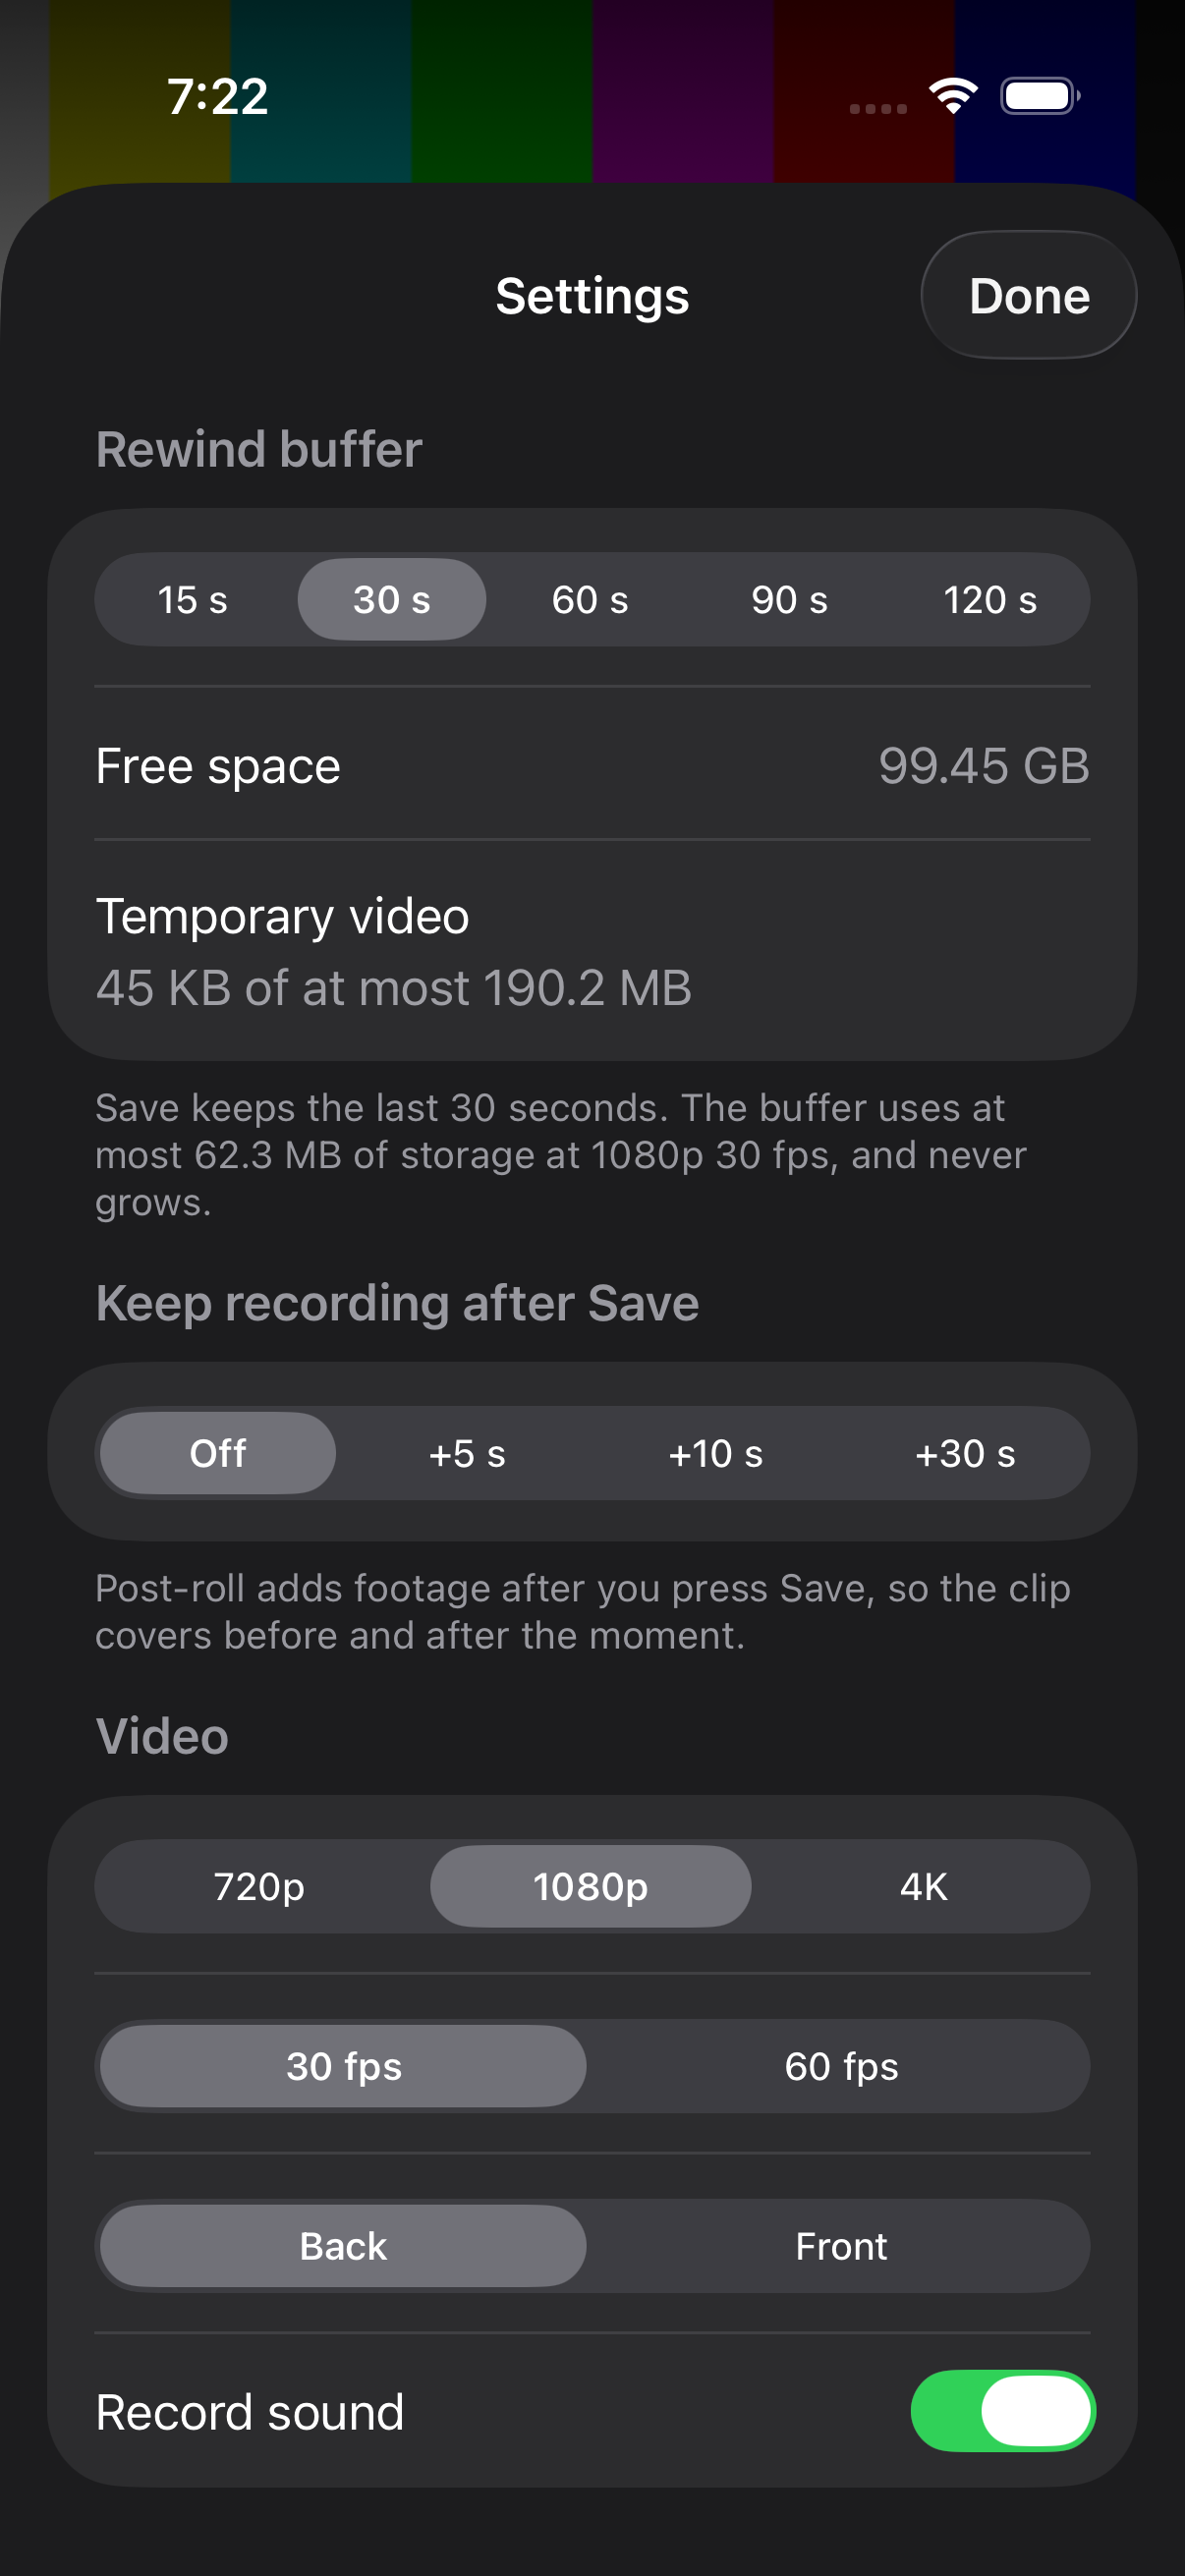 7:22
Settings
Done
Rewind buffer
15 s
30 s
60 s
90 s
120 s
Free space
99.45 GB
Temporary video
45 KB of at most 190.2 MB
Save keeps the last 30 seconds. The buffer uses at
most 62.3 MB of storage at 1080p 30 fps, and never
grows.
Keep recording after Save
Off
+5 s
+10 s
+30 s
Post-roll adds footage after you press Save, so the clip
covers before and after the moment.
Video
720p
1080p
4K
30 fps
60 fps
Back
Front
Record sound